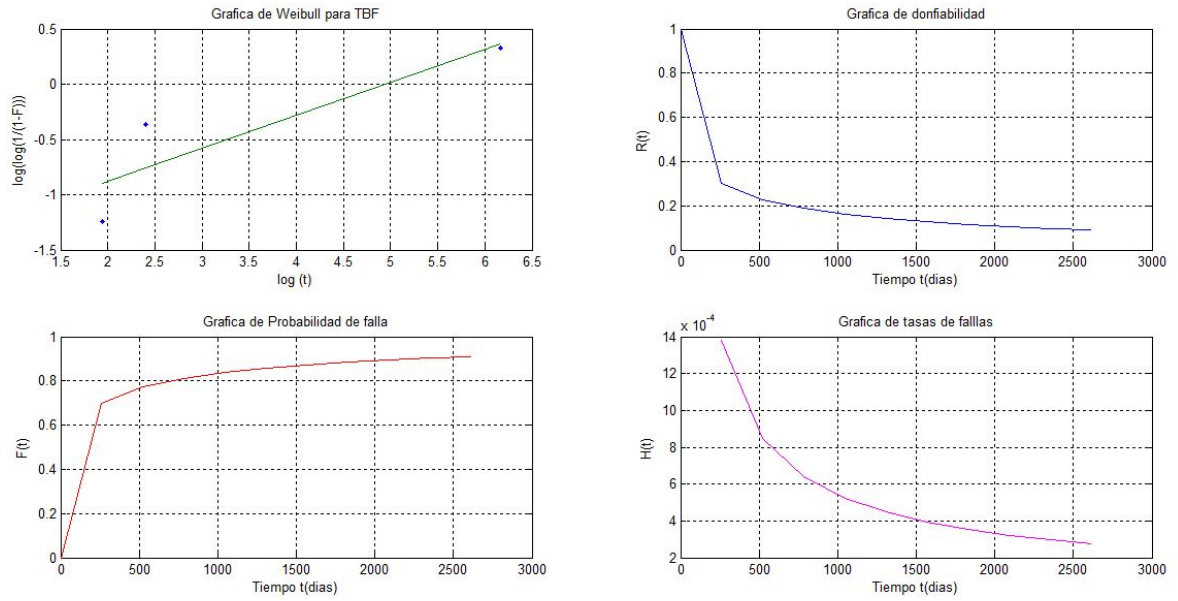 Grafica de Weibull para TBF
0.5
0
-0.5
-1
-1.5
log(log(1/(1-F)))
1.5 2 2.5 3 3.5 4 4.5 5 5.5 6 6.5
log (t)
Grafica de donfiabilidad
1
0.8
0.6
0.4
0.2
0
R(t)
0 500 1000 1500 2000 2500 3000
Tiempo t(dias)
Grafica de Probabilidad de falla
1
0.8
0.6
0.4
0.2
0
F(t)
0 500 1000 1500 2000 2500 3000
Tiempo t(dias)
Grafica de tasas de falllas
x 10-4
14
12
10
8
6
4
2
H(t)
0 500 1000 1500 2000 2500 3000
Tiempo t(dias)